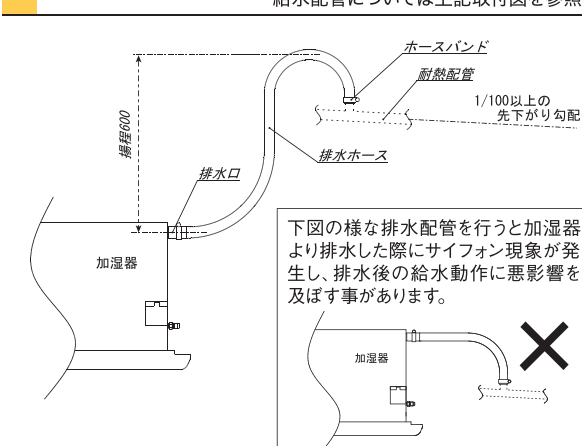 給水配管については上記取付図を参照
ホースバンド
耐熱配管
1/100以上の
先下がり勾配
揚程600
排水ホース
排水口
加湿器
下図の様な排水配管を行うと加湿器
より排水した際にサイフォン現象が発
生し、排水後の給水動作に悪影響を
及ぼす事があります。
加湿器